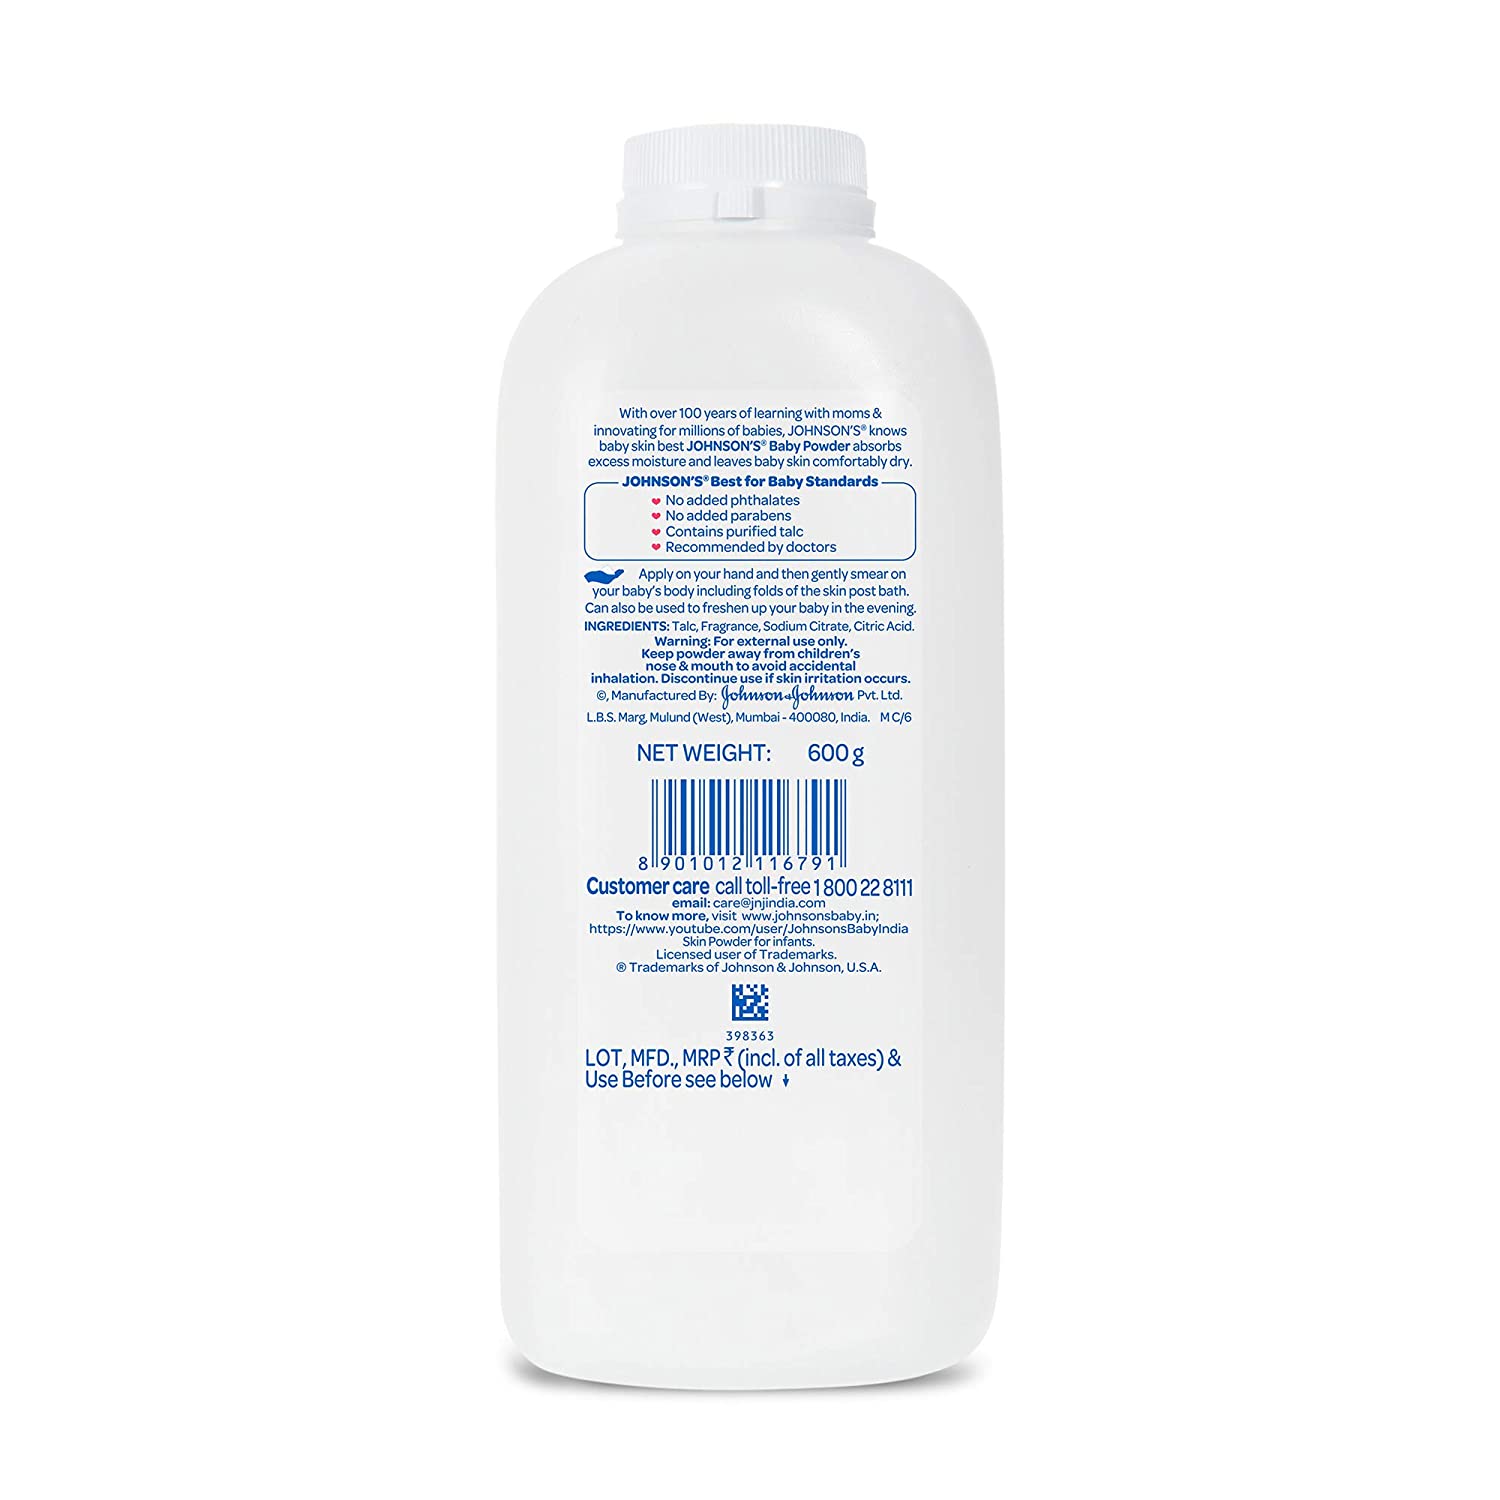 With over 100 years of learning with moms &
innovating for millions of babies, JOHNSON'S® knows
baby skin best JOHNSON'S® Baby Powder absorbs
excess moisture and leaves baby skin comfortably dry.
JOHNSON'S® Best for Baby Standards
No added phthalates
No added parabens
Contains purified talc
Recommended by doctors
Apply on your hand and then gently smear on
your baby's body including folds of the skin post bath.
Can also be used to freshen up your baby in the evening.
INGREDIENTS: Talc, Fragrance, Sodium Citrate, Citric Acid.
Warning: For external use only.
Keep powder away from children's
nose & mouth to avoid accidental
inhalation. Discontinue use if skin irritation occurs.
©, Manufactured By: Johnson & Johnson Pvt. Ltd.
L.B.S. Marg, Mulund (West), Mumbai - 400080, India. M C/6
NET WEIGHT: 600 g
8 901012 116791
Customer care call toll-free 1 800 22 8111
email: care@jnjindia.com
To know more, visit www.johnsonsbaby.in;
https://www.youtube.com/user/JohnsonsBabyIndia
Skin Powder for infants.
Licensed user of Trademarks.
® Trademarks of Johnson & Johnson, U.S.A.
398363
LOT, MFD., MRP ₹ (incl. of all taxes) &
Use Before see below